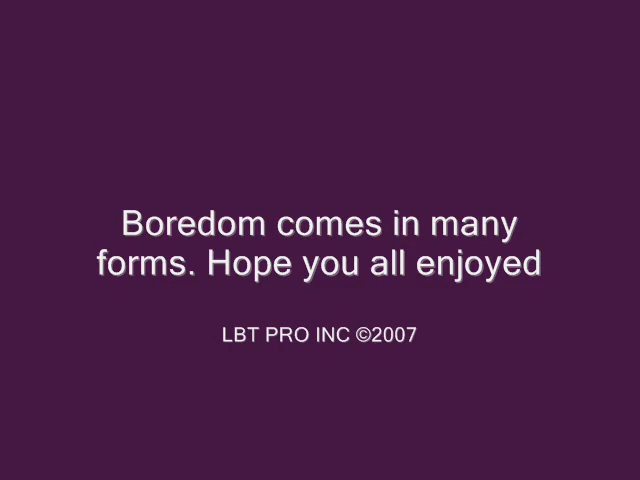 Boredom comes in many
forms. Hope you all enjoyed
LBT PRO INC ©2007